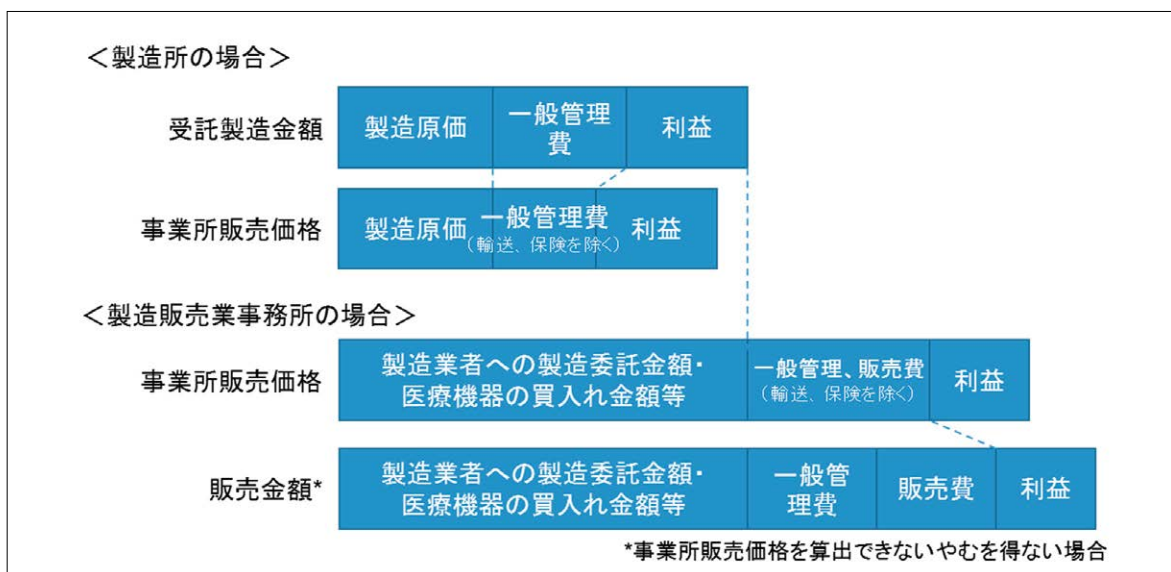 ＜製造所の場合＞
受託製造金額
製造原価
一般管理
費
利益
事業所販売価格
製造原価
一般管理費
（輸送、保険を除く）
利益
＜製造販売業事務所の場合＞
事業所販売価格
製造業者への製造委託金額・
医療機器の買入れ金額等
一般管理、販売費
（輸送、保険を除く）
利益
販売金額*
製造業者への製造委託金額・
医療機器の買入れ金額等
一般管
理費
販売費
利益
*事業所販売価格を算出できないやむを得ない場合